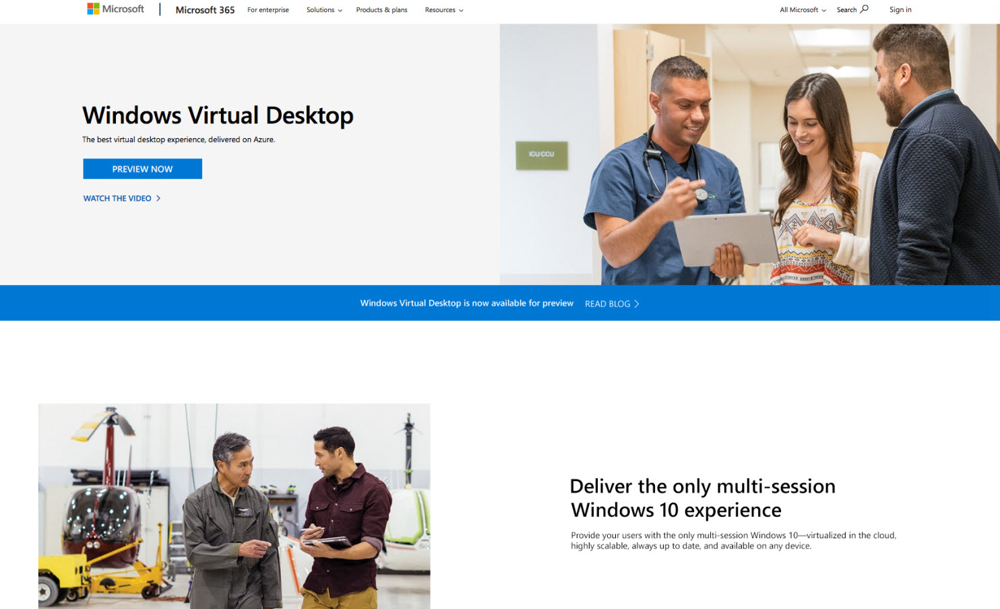 Microsoft
Microsoft 365
For enterprise
Solutions
Products & plans
Resources
All Microsoft
Search
Sign in
Windows Virtual Desktop
The best virtual desktop experience, delivered on Azure.
PREVIEW NOW
WATCH THE VIDEO
ICU/CCU
Windows Virtual Desktop is now available for preview READ BLOG
Deliver the only multi-session
Windows 10 experience
Provide your users with the only multi-session Windows 10—virtualized in the cloud,
highly scalable, always up to date, and available on any device.